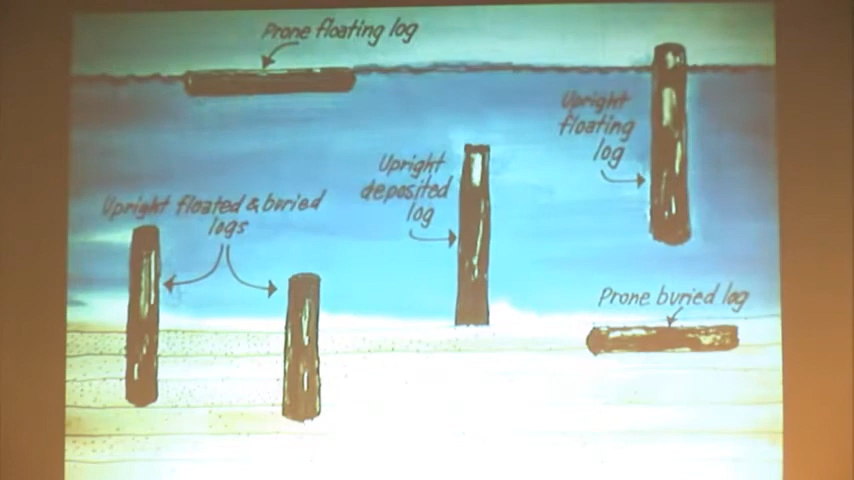 Prone floating log
Upright
floating
log
Upright
deposited
log
Upright floated & buried
logs
Prone buried log